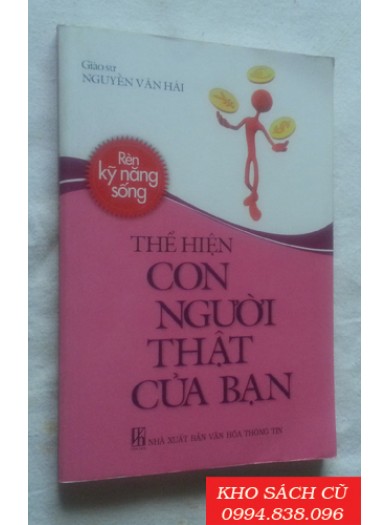 Giáo sư
NGUYỄN VĂN HẢI
Rèn
kỹ năng
sống
THỂ HIỆN
CON
NGƯỜI
THẬT
CỦA BẠN
NHÀ XUẤT BẢN VĂN HÓA THÔNG TIN
KHO SÁCH CŨ
0994.838.096